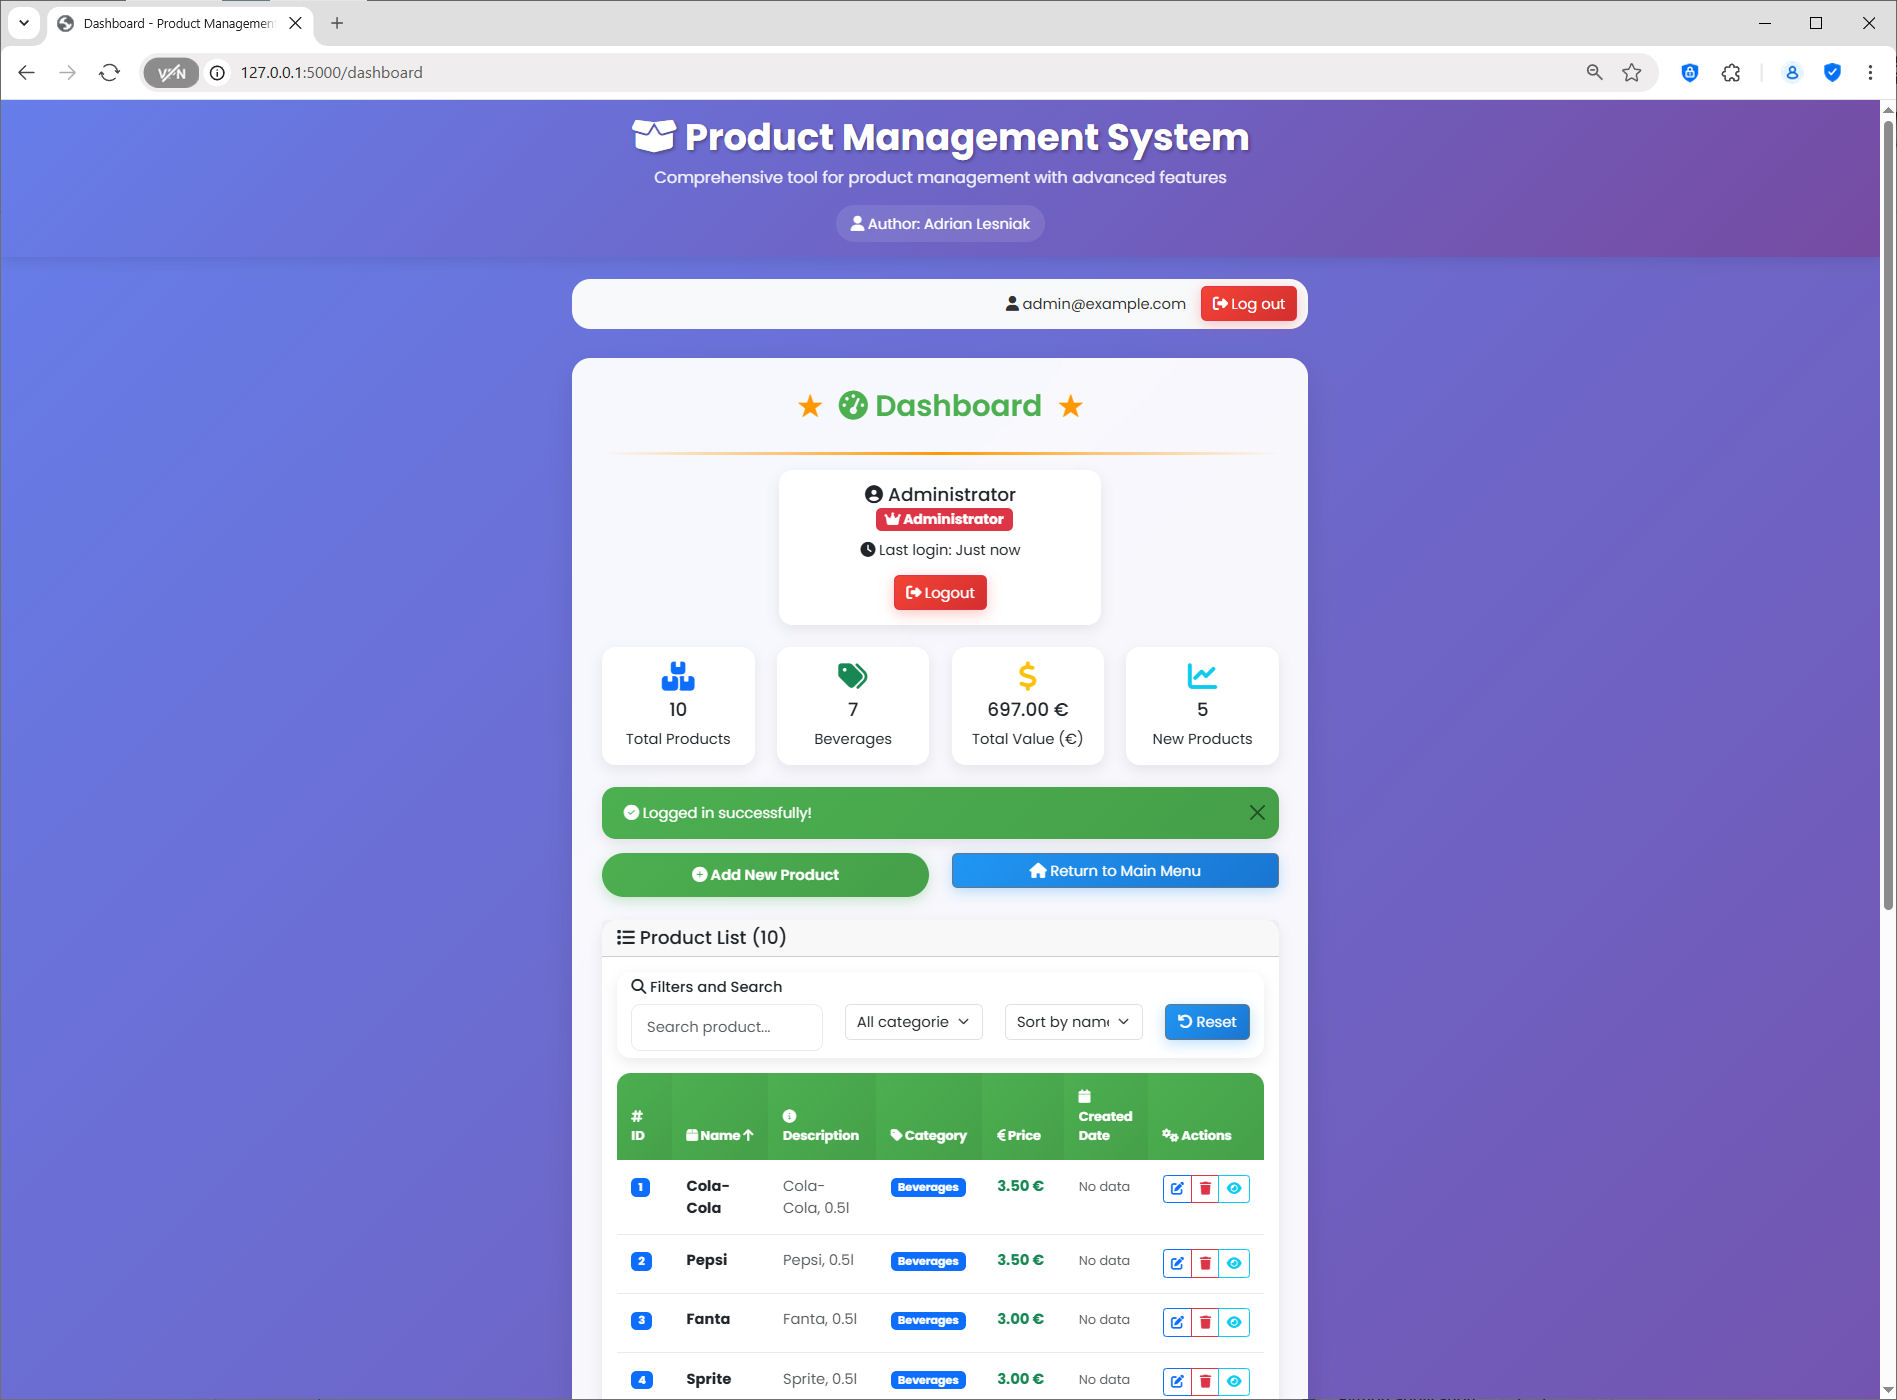 Dashboard - Product Managemen
VPN
127.0.0.1:5000/dashboard
Product Management System
Comprehensive tool for product management with advanced features
Author: Adrian Lesniak
admin@example.com
Log out
Dashboard
Administrator
Administrator
Last login: Just now
Logout
10
Total Products
7
Beverages
697.00 €
Total Value (€)
5
New Products
Logged in successfully!
Add New Product
Return to Main Menu
Product List (10)
Filters and Search
Search product...
All categorie
Sort by name
Reset
# ID
Name
Description
Category
€ Price
Created Date
Actions
1
Cola-
Cola
Cola-
Cola, 0.5l
Beverages
3.50 €
No data
2
Pepsi
Pepsi, 0.5l
Beverages
3.50 €
No data
3
Fanta
Fanta, 0.5l
Beverages
3.00 €
No data
4
Sprite
Sprite, 0.5l
Beverages
3.00 €
No data